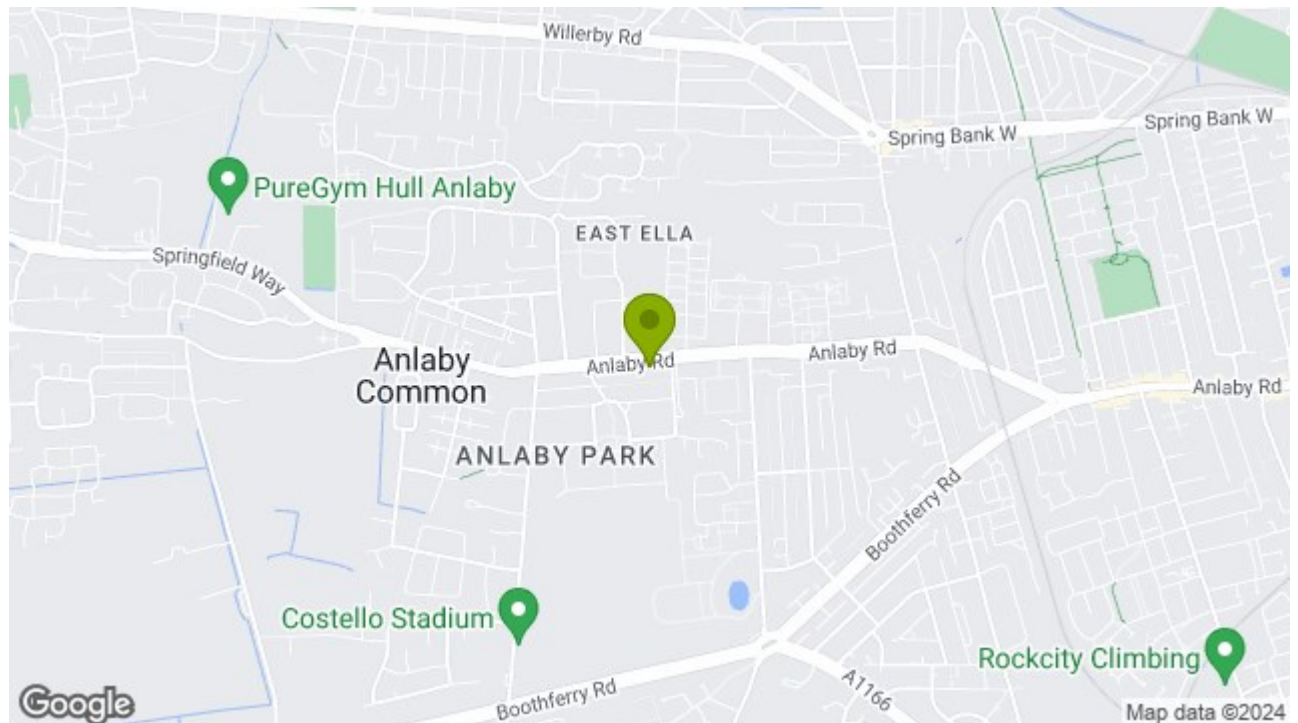 Willerby Rd
Spring Bank W
Spring Bank W
PureGym Hull Anlaby
EAST ELLA
Springfield Way
Anlaby
Common
Anlaby Rd
Anlaby Rd
Anlaby Rd
ANLABY PARK
Boothferry Rd
Costello Stadium
Rockcity Climbing
Boothferry Rd
A1166
Google
Map data ©2024